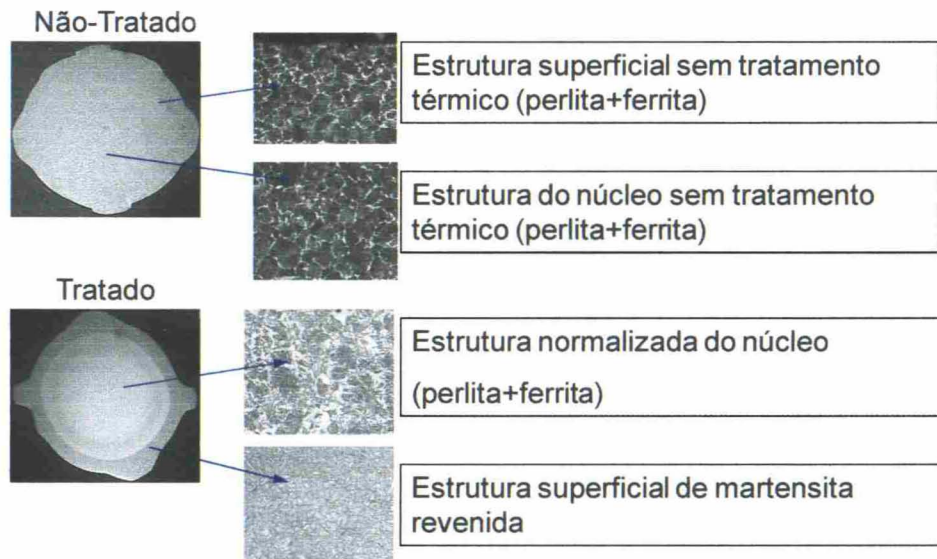 Não-Tratado
Estrutura superficial sem tratamento
térmico (perlita+ferrita)
Estrutura do núcleo sem tratamento
térmico (perlita+ferrita)
Tratado
Estrutura normalizada do núcleo
(perlita+ferrita)
Estrutura superficial de martensita
revenida